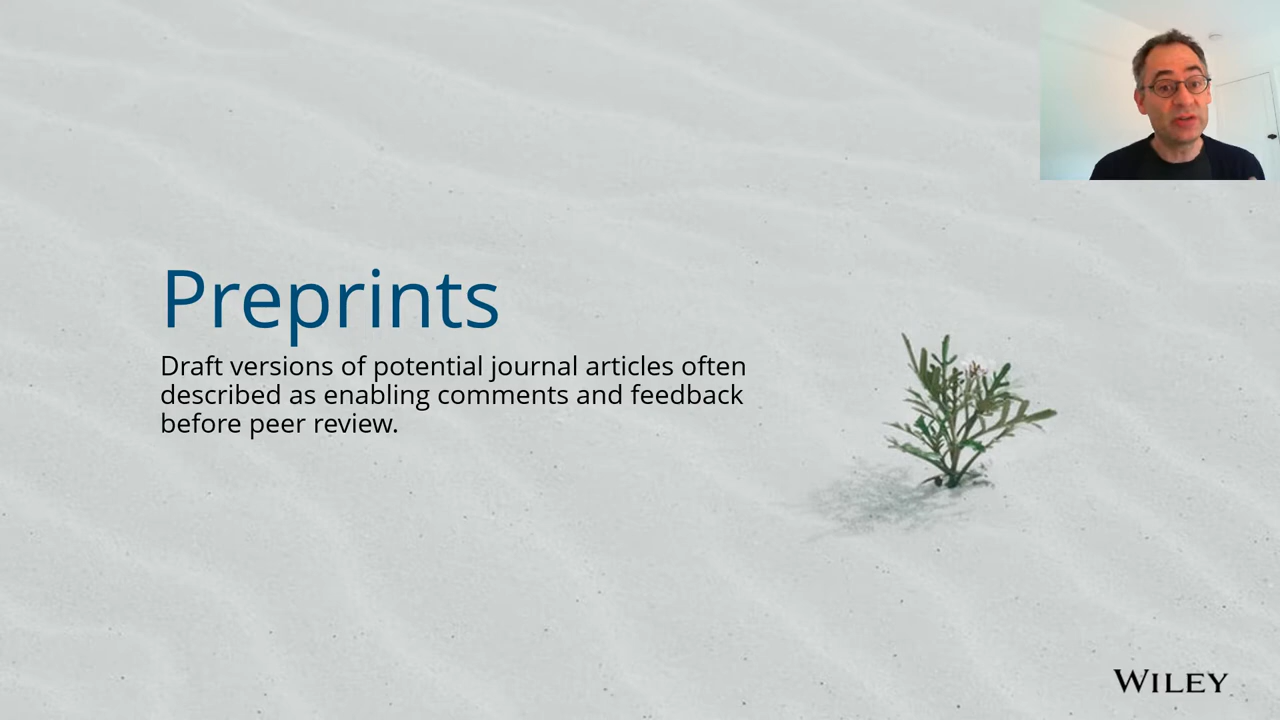 Preprints
Draft versions of potential journal articles often
described as enabling comments and feedback
before peer review.
WILEY